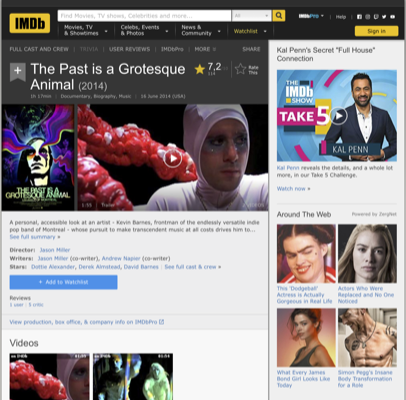 IMDb
Find Movies, TV shows, Celebrities and more...
All
IMDbPro
Help
Movies, TV
& Showtimes
Celebs, Events
& Photos
News &
Community
Watchlist
Sign in
FULL CAST AND CREW
TRIVIA
USER REVIEWS
IMDbPro
MORE
SHARE
The Past is a Grotesque
Animal (2014)
7,2
Rate
This
1h 17min | Documentary, Biography, Music | 16 June 2014 (USA)
THE PAST IS A
GROTESQUE ANIMAL
1:55 Trailer
A personal, accessible look at an artist - Kevin Barnes, frontman of the endlessly versatile indie
pop band of Montreal - whose pursuit to make transcendent music at all costs drives him to...
See full summary »
Director: Jason Miller
Writers: Jason Miller (co-writer), Andrew Napier (co-writer)
Stars: Dottie Alexander, Derek Almstead, David Barnes | See full cast & crew »
+ Add to Watchlist
Reviews
1 user | 5 critic
View production, box office, & company info on IMDbPro
Videos
Kal Penn's Secret "Full House"
Connection
THE
IMDb
SHOW
TAKE 5
KAL PENN
Kal Penn reveals the details, and a whole lot
more, in our Take 5 Challenge.
Watch now »
Around The Web
Powered by ZergNet
This 'Dodgeball'
Actress is Actually
Gorgeous in Real Life
Actors Who Were
Replaced and No One
Noticed
What Every James
Bond Girl Looks Like
Today
Simon Pegg's Insane
Body Transformation
for a Role